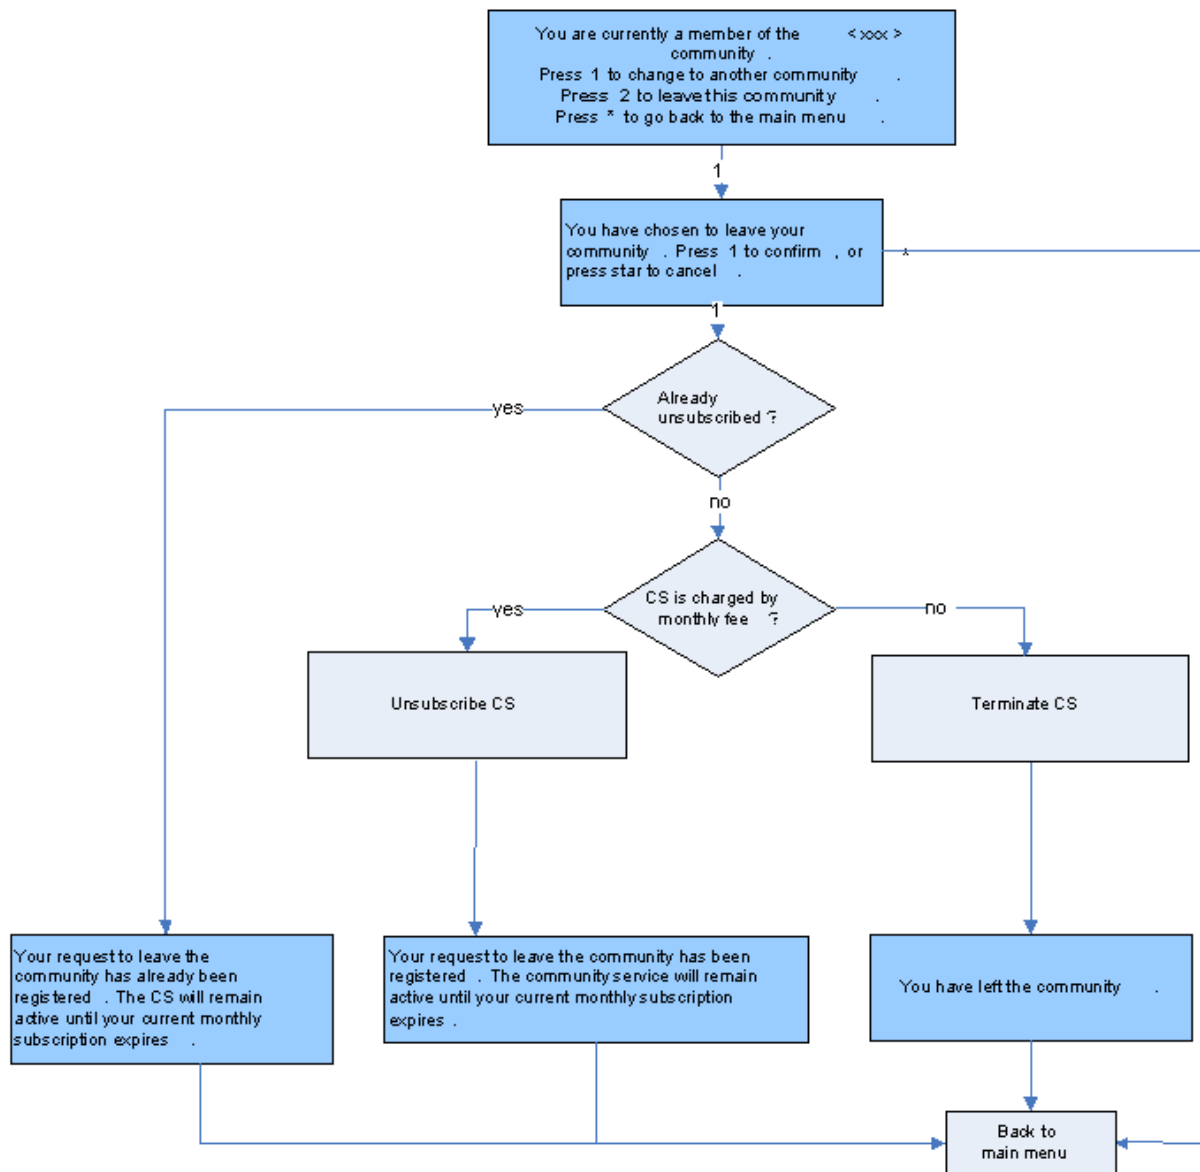 You are currently a member of the < xxx >
community .
Press 1 to change to another community .
Press 2 to leave this community .
Press * to go back to the main menu .
1
You have chosen to leave your
community . Press 1 to confirm , or
press star to cancel .
*
1
Already
unsubscribed ?
yes
no
CS is charged by
monthly fee ?
yes
no
Unsubscribe CS
Terminate CS
Your request to leave the
community has already been
registered . The CS will remain
active until your current monthly
subscription expires .
Your request to leave the community has been
registered . The community service will remain
active until your current monthly subscription
expires .
You have left the community .
Back to
main menu